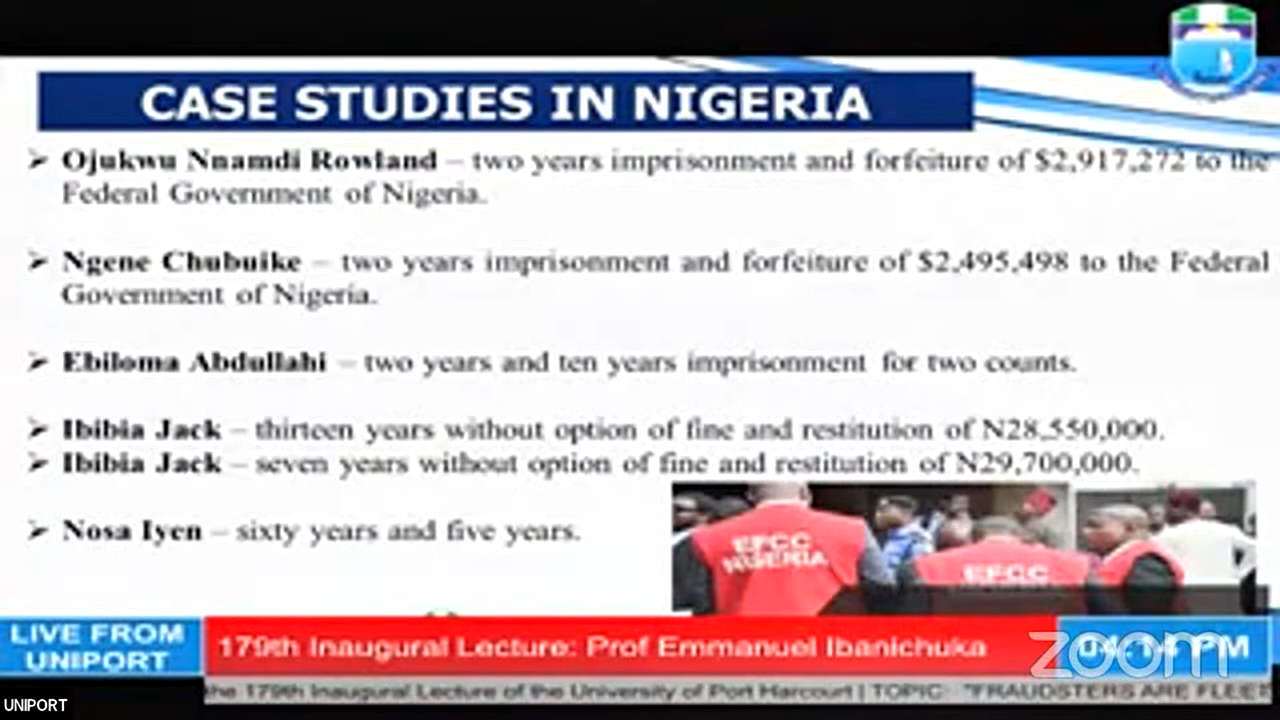 CASE STUDIES IN NIGERIA
➢ Ojukwu Nnamdi Rowland – two years imprisonment and forfeiture of $2,917,272 to the
Federal Government of Nigeria.
➢ Ngene Chubuike – two years imprisonment and forfeiture of $2,495,498 to the Federal
Government of Nigeria.
➢ Ebiloma Abdullahi – two years and ten years imprisonment for two counts.
➢ Ibibia Jack – thirteen years without option of fine and restitution of N28,550,000.
➢ Ibibia Jack – seven years without option of fine and restitution of N29,700,000.
➢ Nosa Iyen – sixty years and five years.
EFCC
NIGERIA
EFCC
LIVE FROM
UNIPORT
179th Inaugural Lecture: Prof Emmanuel Ibanichuka
04:14 PM
zoom
he 179th Inaugural Lecture of the University of Port Harcourt | TOPIC: "FRAUDSTERS ARE FLEE
UNIPORT